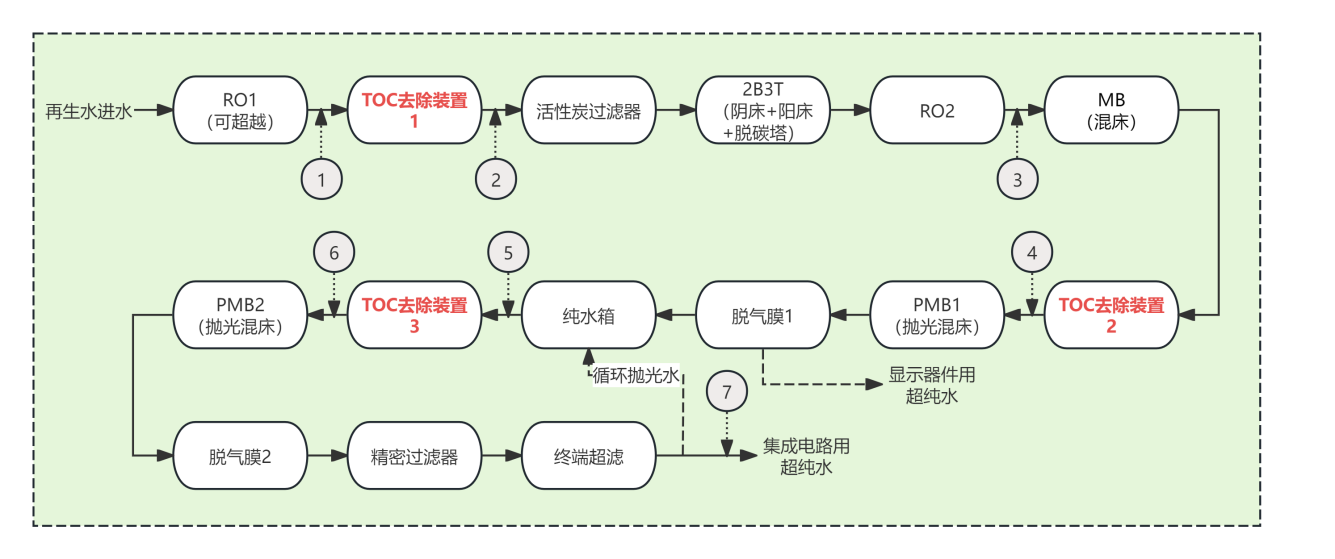 再生水进水
RO1
（可超越）
TOC去除装置
1
活性炭过滤器
2B3T
（阴床+阳床
+脱碳塔）
RO2
MB
（混床）
1
2
3
6
5
4
PMB2
（抛光混床）
TOC去除装置
3
纯水箱
脱气膜1
PMB1
（抛光混床）
TOC去除装置
2
循环抛光水
7
显示器件用
超纯水
脱气膜2
精密过滤器
终端超滤
集成电路用
超纯水